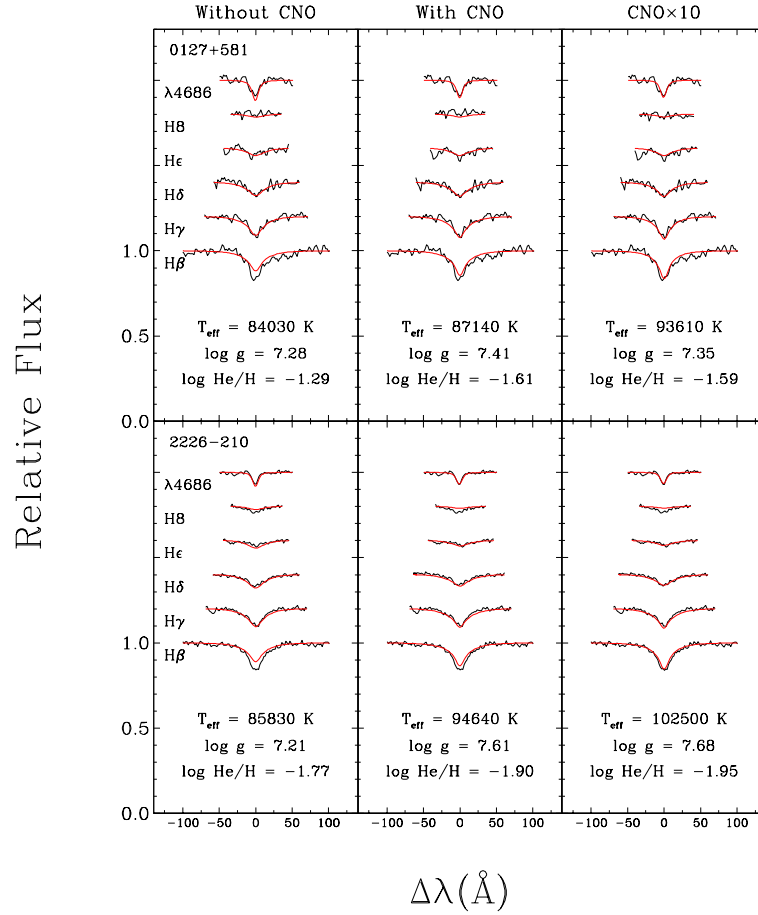 Without CNO
With CNO
CNO×10
0127+581
λ4686
H8
Hε
Hδ
Hγ
Hβ
1.0
0.5
0.0
T_eff = 84030 K
log g = 7.28
log He/H = −1.29
T_eff = 87140 K
log g = 7.41
log He/H = −1.61
T_eff = 93610 K
log g = 7.35
log He/H = −1.59
2226−210
λ4686
H8
Hε
Hδ
Hγ
Hβ
1.0
0.5
0.0
T_eff = 85830 K
log g = 7.21
log He/H = −1.77
T_eff = 94640 K
log g = 7.61
log He/H = −1.90
T_eff = 102500 K
log g = 7.68
log He/H = −1.95
−100 −50 0 50 100
−100 −50 0 50 100
−100 −50 0 50 100
Relative Flux
Δλ(Å)